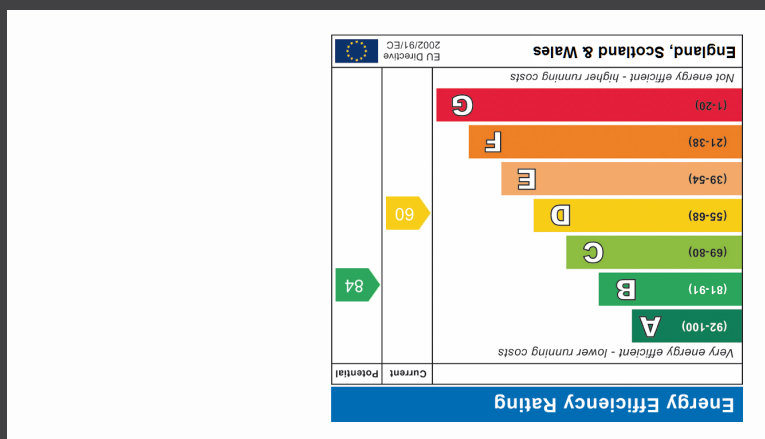 Energy Efficiency Rating
Current Potential
Very energy efficient - lower running costs
(92-100) A
(81-91) B
84
(69-80) C
(55-68) D
60
(39-54) E
(21-38) F
(1-20) G
Not energy efficient - higher running costs
England, Scotland & Wales
EU Directive
2002/91/EC